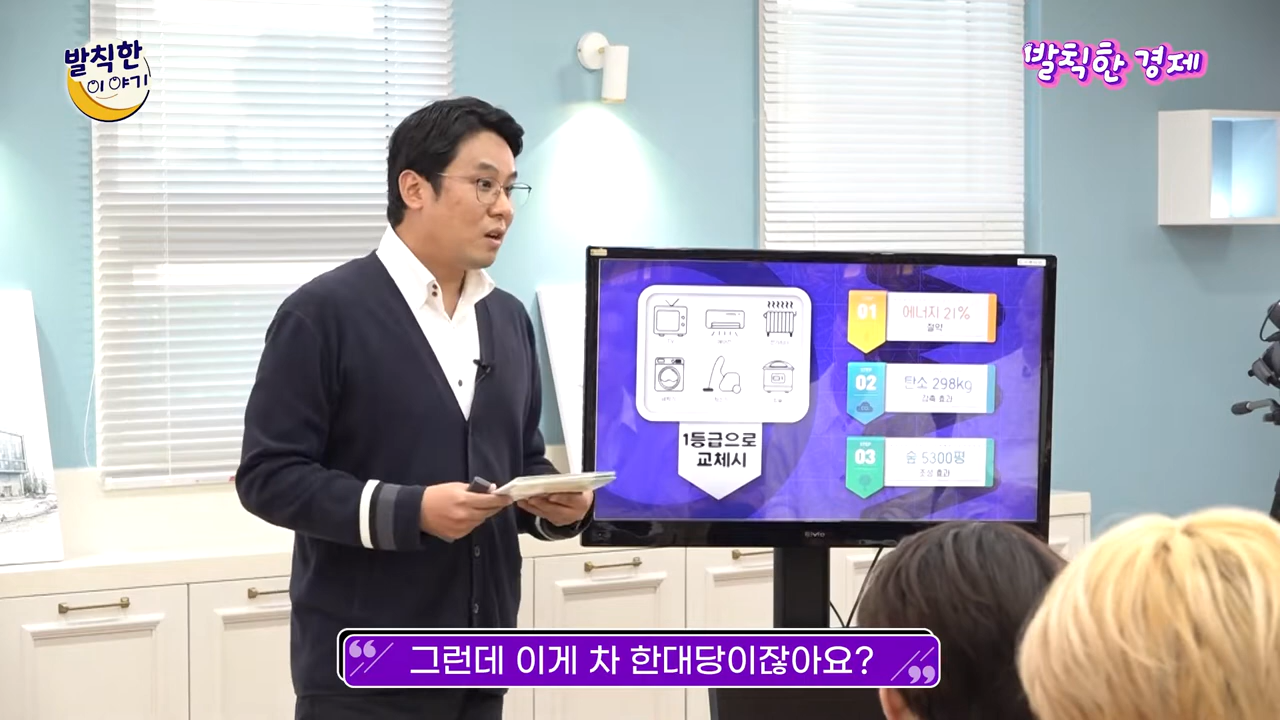 발칙한
이야기
발칙한 경제
1등급으로
교체시
01
에너지 21%
절약
02
탄소 298kg
감축 효과
03
숲 5300평
조성 효과
그런데 이게 차 한대당이잖아요?